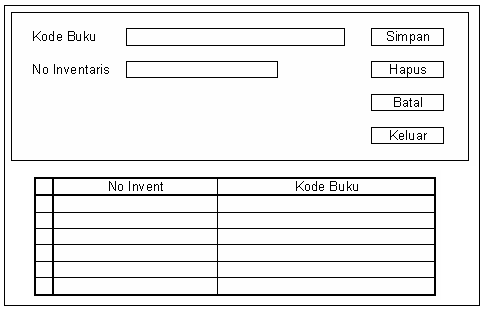 Kode Buku Simpan
No Inventaris Hapus
Batal
Keluar
No Invent Kode Buku